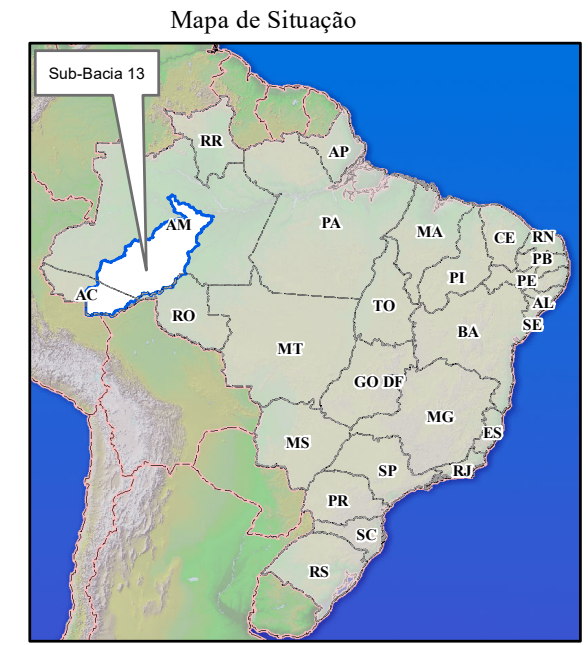 Mapa de Situação
Sub-Bacia 13
RR
AP
AM
PA
MA
CE
RN
PB
PI
PE
AC
TO
AL
RO
SE
BA
MT
GO DF
MG
ES
MS
SP
RJ
PR
SC
RS